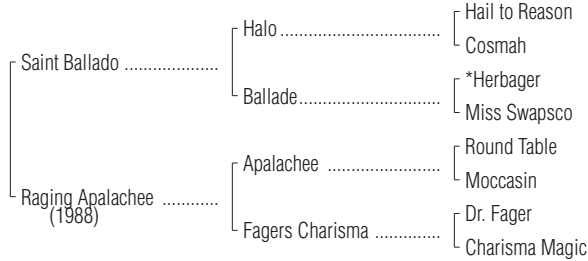 Hail to Reason
Halo
Cosmah
Saint Ballado
*Herbager
Ballade
Miss Swapsco
Round Table
Apalachee
Moccasin
Raging Apalachee
(1988)
Dr. Fager
Fagers Charisma
Charisma Magic